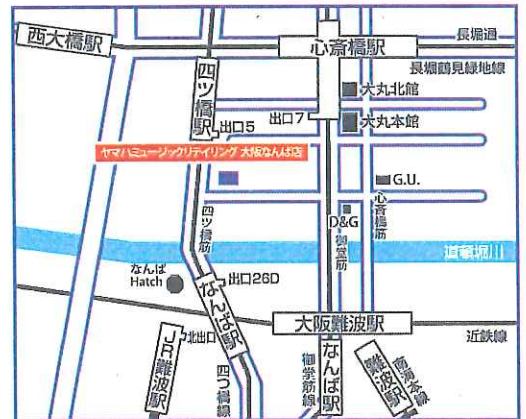 西大橋駅
心斎橋駅
長堀通
長堀鶴見緑地線
四ツ橋駅
大丸北館
出口7
大丸本館
出口5
ヤマハミュージックリテイリング 大阪なんば店
G.U.
四ツ橋筋
D&G
御堂筋
心斎橋筋
道頓堀川
なんば
Hatch
出口26D
なんば駅
大阪難波駅
近鉄線
北出口
JR難波駅
四つ橋線
御堂筋線
なんば駅
難波駅
南海本線